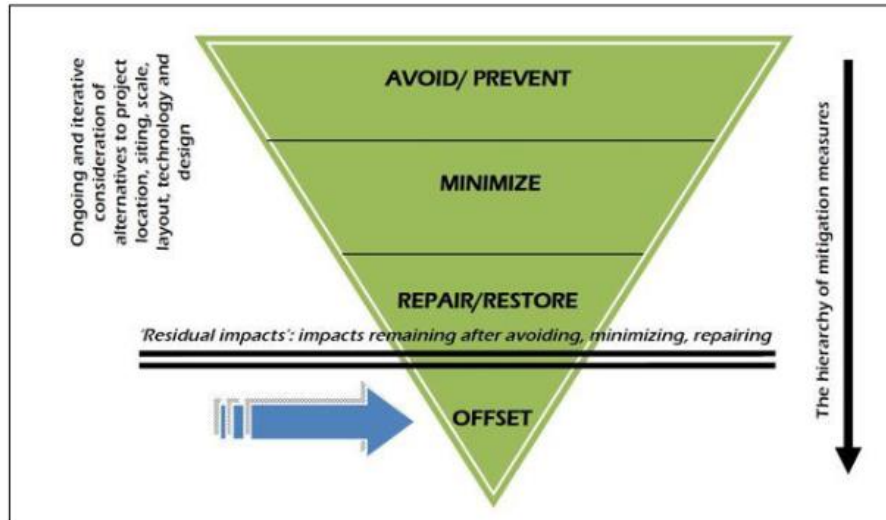 Ongoing and iterative
consideration of
alternatives to project
location, siting, scale,
layout, technology and
design
AVOID/ PREVENT
MINIMIZE
REPAIR/RESTORE
'Residual impacts': impacts remaining after avoiding, minimizing, repairing
OFFSET
The hierarchy of mitigation measures